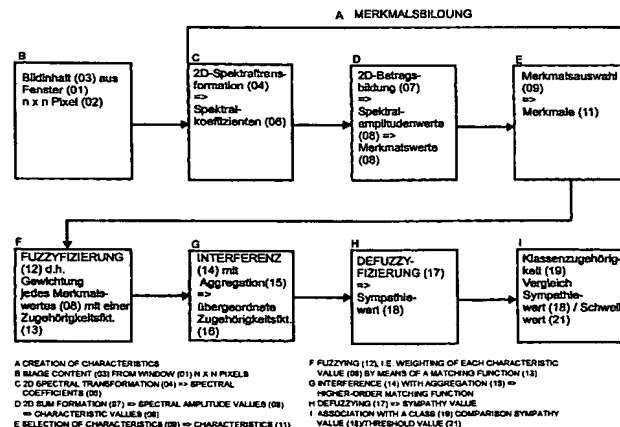 A MERKMALSBILDUNG
B
Bildinhalt (03) aus
Fenster (01)
n x n Pixel (02)
C
2D-Spektraltrans-
formation (04)
=>
Spektral-
koeffizienten (06)
D
2D-Betrags-
bildung (07)
=>
Spektral-
amplitudenwerte
(08) =>
Merkmatswerte
(08)
E
Merkmatsauswahl
(09)
=>
Merkmale (11)
F
FUZZYFIZIERUNG
(12) d.h.
Gewichtung
jedes Merkmals-
wertes (08) mit einer
Zugehörigkeitsfkt.
(13)
G
INTERFERENZ
(14) mit
Aggregation(15)
=>
übergeordnete
Zugehörigkeitsfkt.
(16)
H
DEFUZZY-
FIZIERUNG (17)
=>
Sympathie-
wert (18)
I
Klassenzugehörig-
keit (19)
Vergleich
Sympathie-
wert (18) / Schwell
wert (21)
A CREATION OF CHARACTERISTICS
B IMAGE CONTENT (03) FROM WINDOW (01) N X N PIXELS
C 2D SPECTRAL TRANSFORMATION (04) => SPECTRAL
COEFFICIENTS (06)
D 2D SUM FORMATION (07) => SPECTRAL AMPLITUDE VALUES (08)
=> CHARACTERISTIC VALUES (08)
E SELECTION OF CHARACTERISTICS (09) => CHARACTERISTICS (11)
F FUZZYING (12), I.E. WEIGHTING OF EACH CHARACTERISTIC
VALUE (08) BY MEANS OF A MATCHING FUNCTION (13)
G INTERFERENCE (14) WITH AGGREGATION (15) =>
HIGHER-ORDER MATCHING FUNCTION
H DEFUZZING (17) => SYMPATHY VALUE
I ASSOCIATION WITH A CLASS (19) COMPARISON SYMPATHY
VALUE (18)/THRESHOLD VALUE (21)